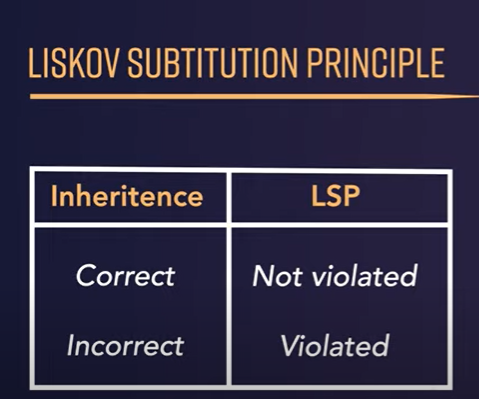 LISKOV SUBTITUTION PRINCIPLE
Inheritence LSP
Correct Not violated
Incorrect Violated